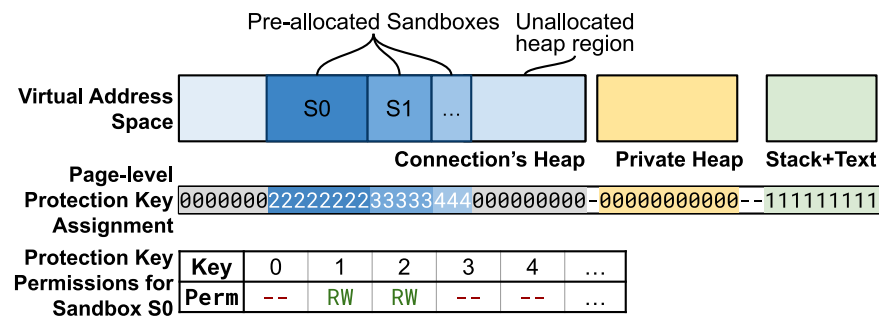 Pre-allocated Sandboxes
Unallocated
heap region
Virtual Address
Space
S0 S1 ...
Connection's Heap Private Heap Stack+Text
Page-level
Protection Key
Assignment
00000002222222233333444000000000-00000000000--111111111
Protection Key
Permissions for
Sandbox S0
Key 0 1 2 3 4 ...
Perm -- RW RW -- -- ...